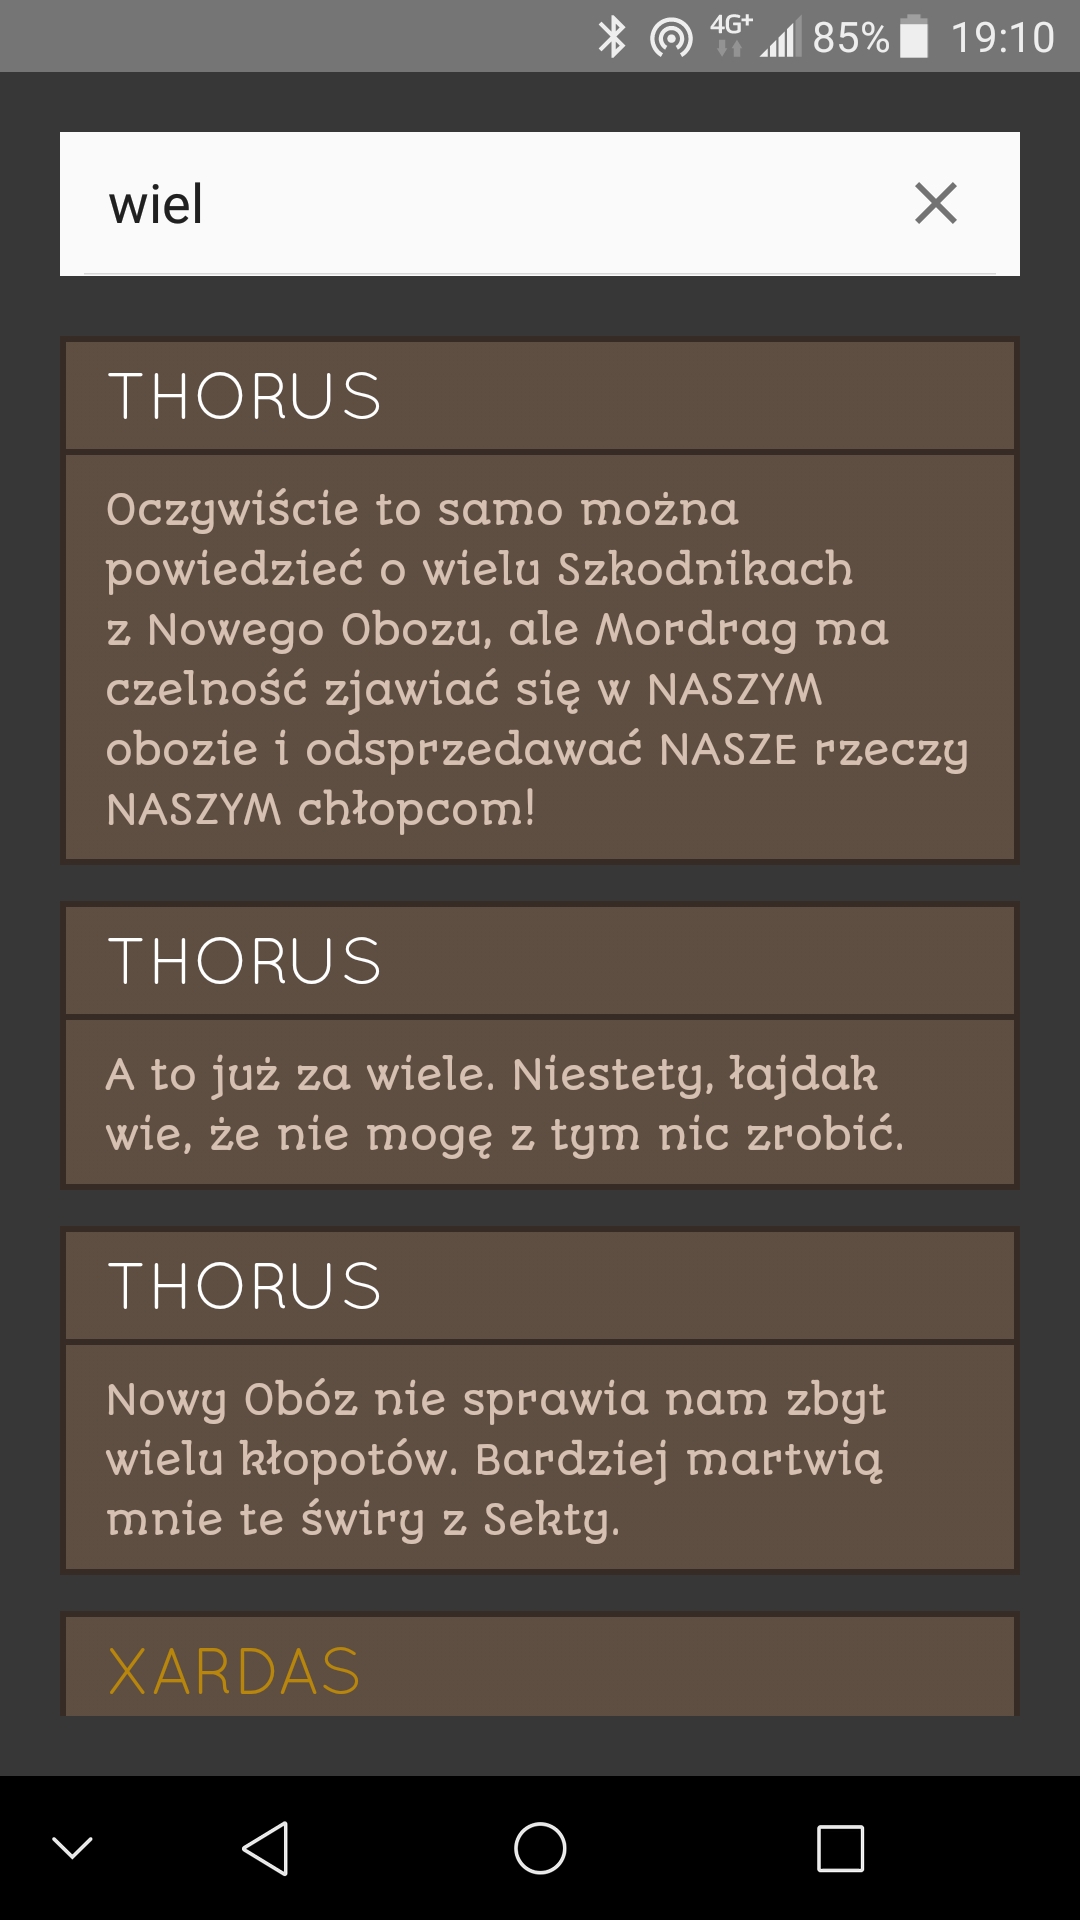 4G+ 85% 19:10
wiel
THORUS
Oczywiście to samo można
powiedzieć o wielu Szkodnikach
z Nowego Obozu, ale Mordrag ma
czelność zjawiać się w NASZYM
obozie i odsprzedawać NASZE rzeczy
NASZYM chłopcom!
THORUS
A to już za wiele. Niestety, łajdak
wie, że nie mogę z tym nic zrobić.
THORUS
Nowy Obóz nie sprawia nam zbyt
wielu kłopotów. Bardziej martwią
mnie te świry z Sekty.
XARDAS